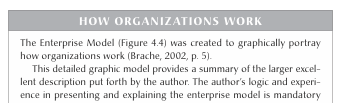 HOW ORGANIZATIONS WORK
The Enterprise Model (Figure 4.4) was created to graphically portray
how organizations work (Brache, 2002, p. 5).
This detailed graphic model provides a summary of the larger excel-
lent description put forth by the author. The author's logic and experi-
ence in presenting and explaining the enterprise model is mandatory